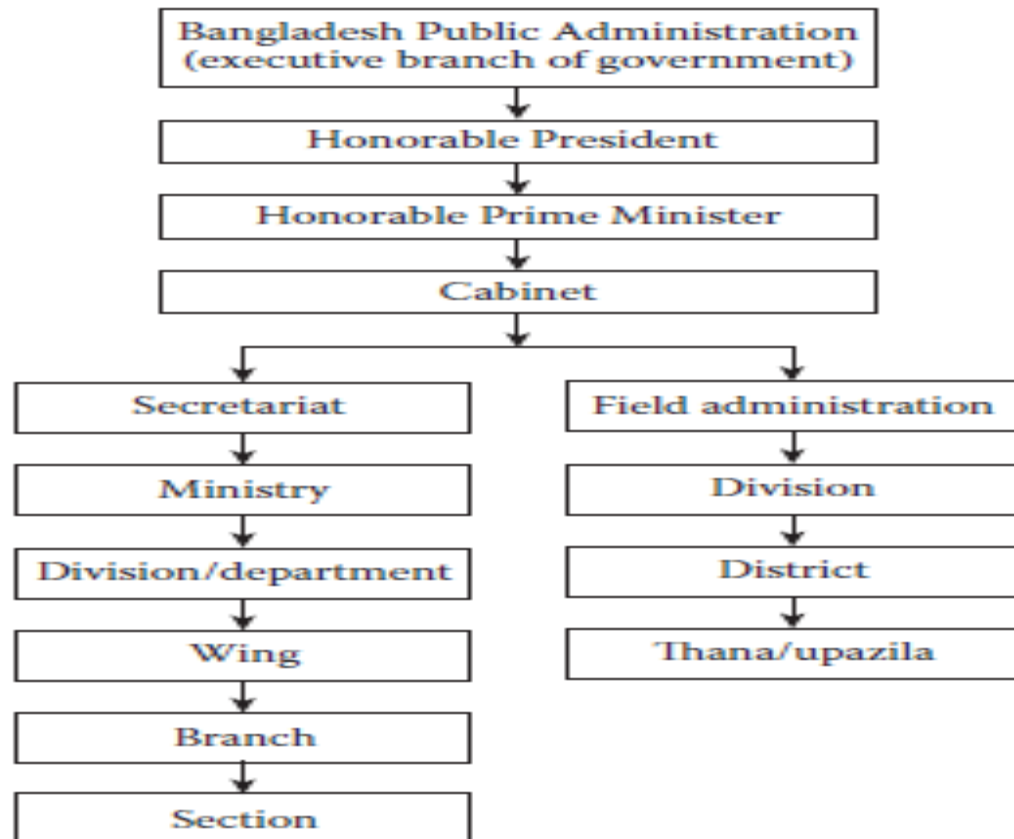 Bangladesh Public Administration
(executive branch of government)
Honorable President
Honorable Prime Minister
Cabinet
Secretariat
Ministry
Division/department
Wing
Branch
Section
Field administration
Division
District
Thana/upazila